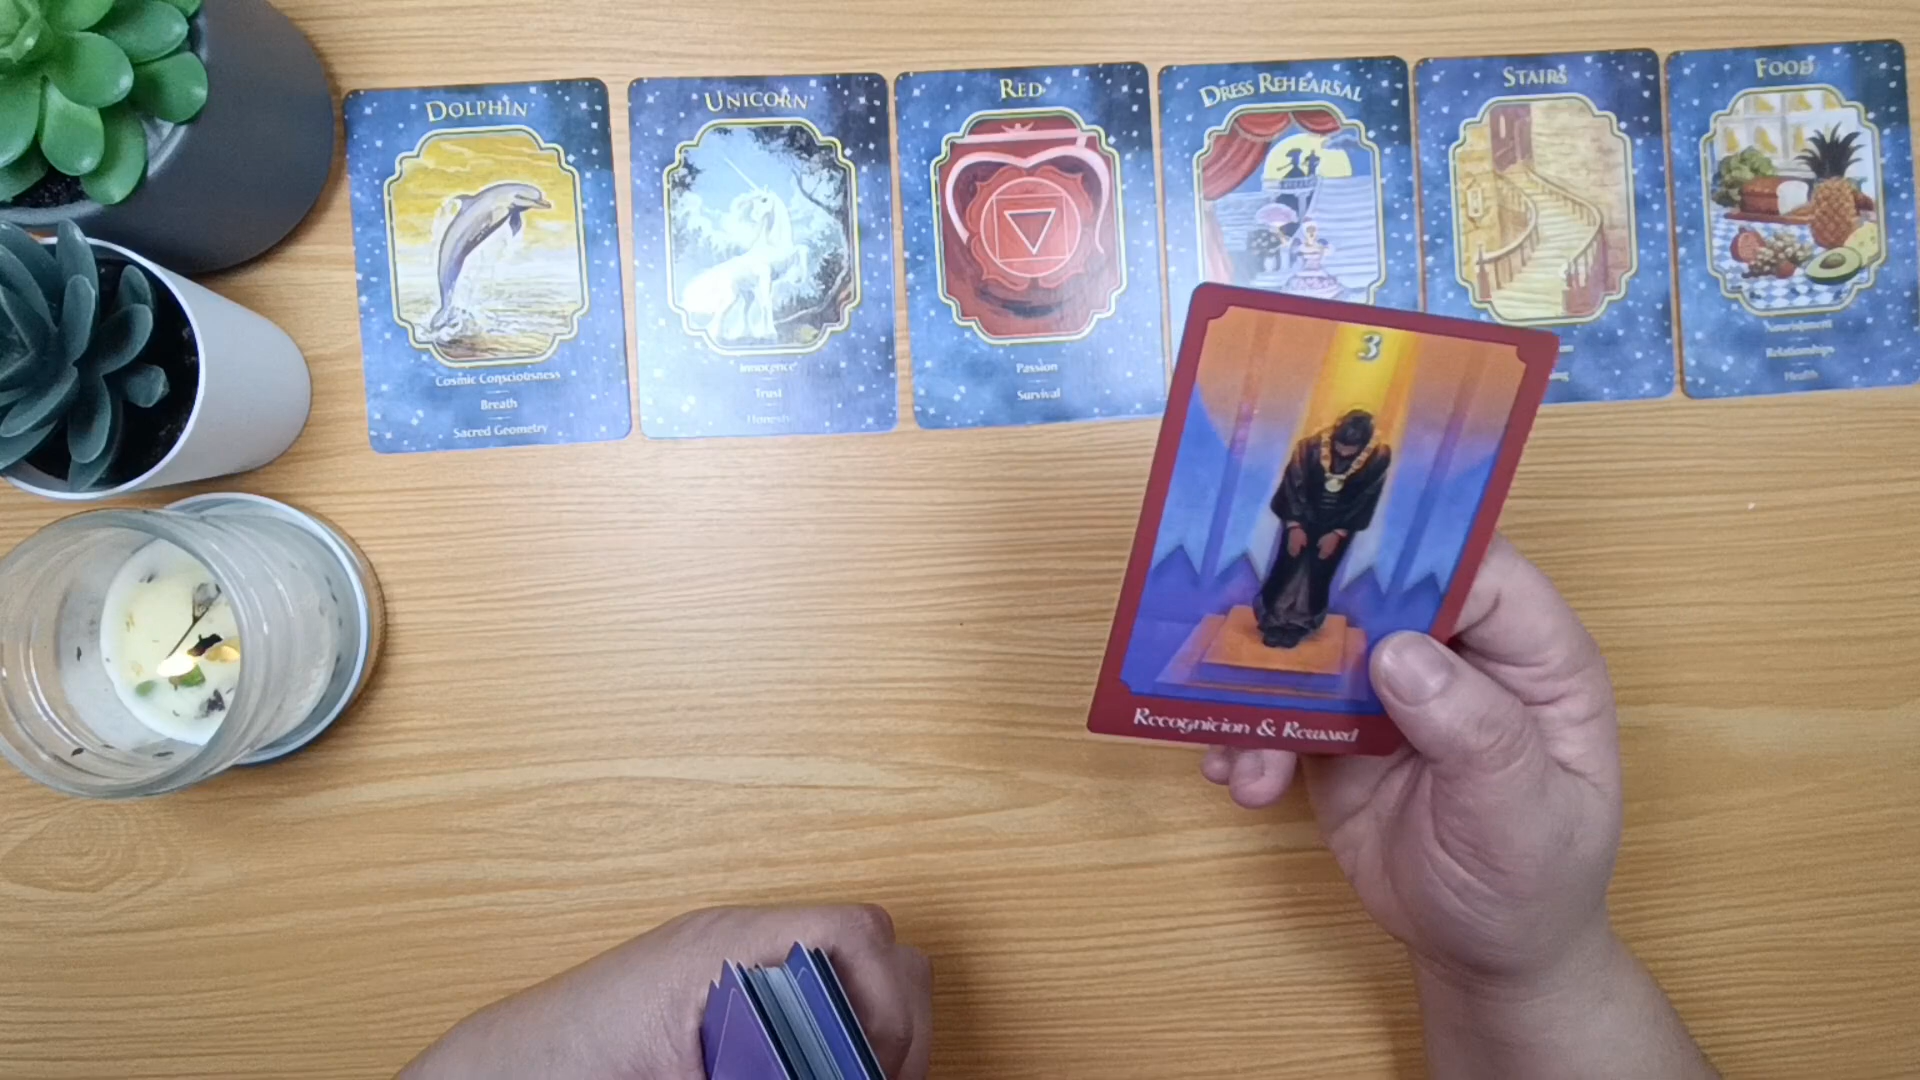 DOLPHIN
Cosmic Consciousness
Breath
Sacred Geometry
UNICORN
Innocence
Trust
Honesty
RED
Passion
Survival
DRESS REHEARSAL
STAIRS
FOOD
Nourishment
Relationships
Health
3
Recognition & Reward